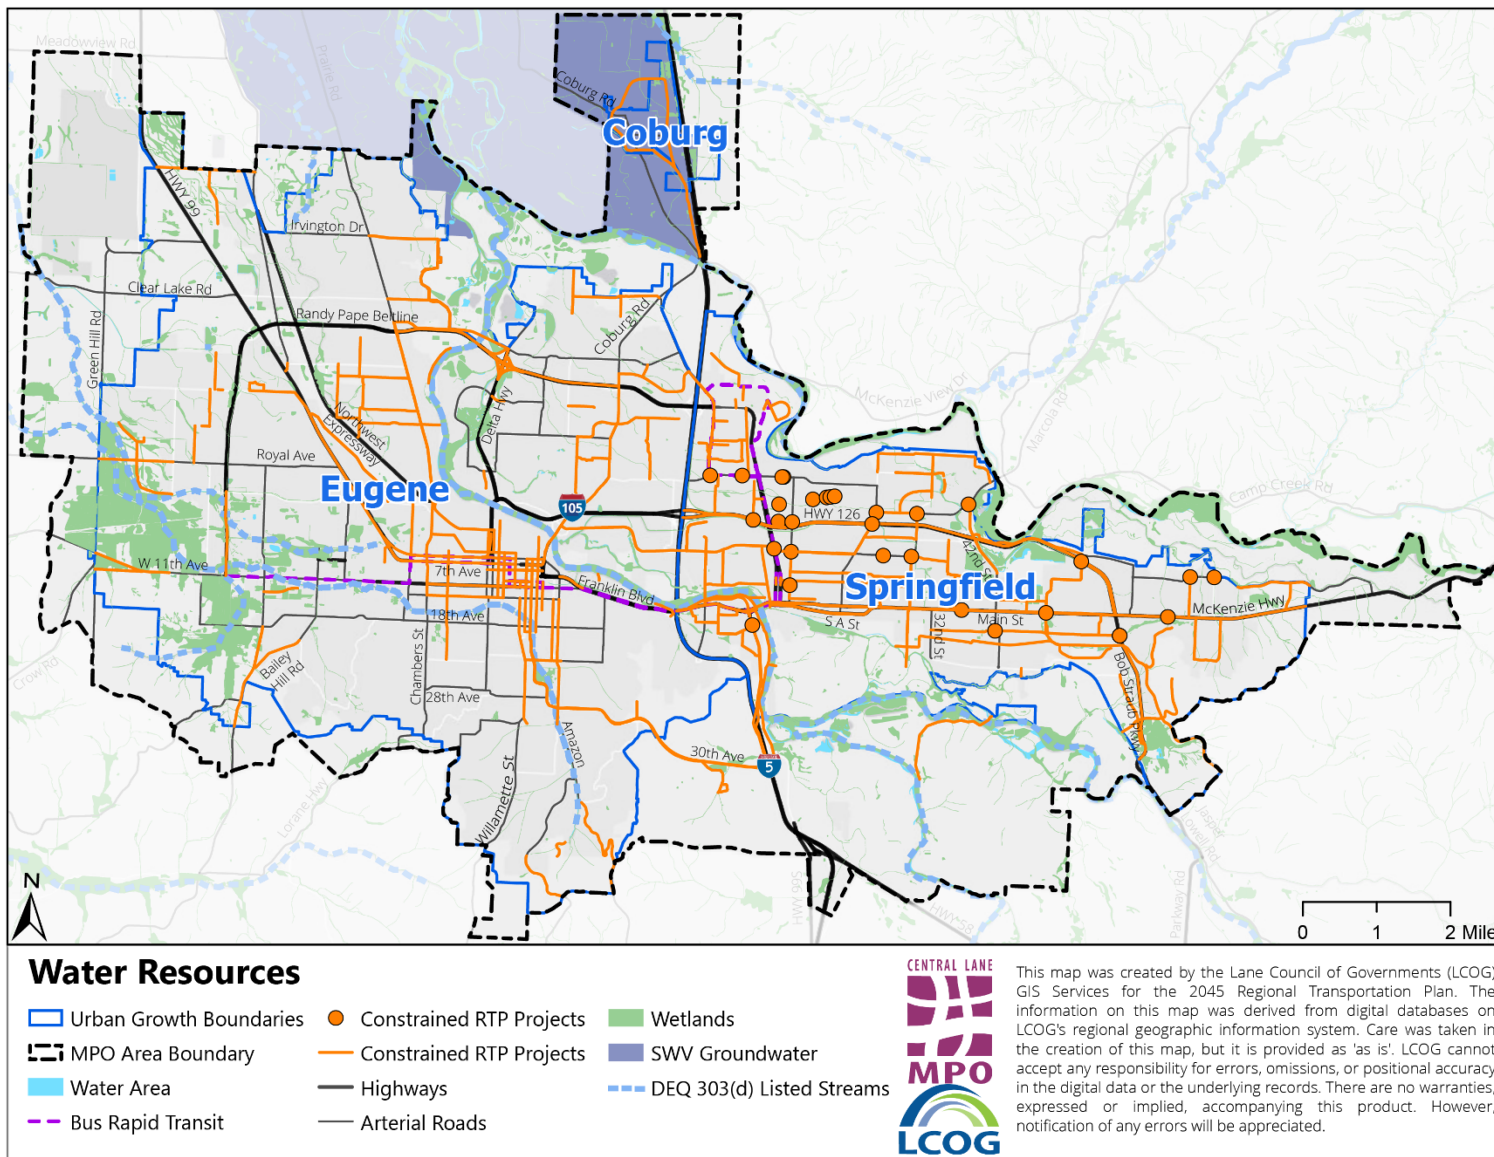 Meadowview Rd
Prairie Rd
Coburg Rd
Coburg
HWY 99
Irvington Dr
Clear Lake Rd
Green Hill Rd
Randy Pape Beltline
Coburg Rd
McKenzie View Dr
Marcola Rd
Delta Hwy
Northwest
Expressway
Royal Ave
Eugene
105
HWY 126
Camp Creek Rd
W 11th Ave
7th Ave
Franklin Blvd
42nd St
Springfield
McKenzie Hwy
18th Ave
S A St
32nd St
Main St
Crow Rd
Bailey
Hill Rd
Chambers St
28th Ave
Amazon
30th Ave
5
Bob Straub Pkwy
Willamette St
Lorane Hwy
Jasper
Lowell Rd
Parkway Rd
HWY 58
N
0 1 2 Mile
Water Resources
Urban Growth Boundaries
MPO Area Boundary
Water Area
Bus Rapid Transit
Constrained RTP Projects
Constrained RTP Projects
Highways
Arterial Roads
Wetlands
SWV Groundwater
DEQ 303(d) Listed Streams
CENTRAL LANE
MPO
LCOG
This map was created by the Lane Council of Governments (LCOG)
GIS Services for the 2045 Regional Transportation Plan. The
information on this map was derived from digital databases on
LCOG's regional geographic information system. Care was taken in
the creation of this map, but it is provided as 'as is'. LCOG cannot
accept any responsibility for errors, omissions, or positional accuracy
in the digital data or the underlying records. There are no warranties,
expressed or implied, accompanying this product. However,
notification of any errors will be appreciated.